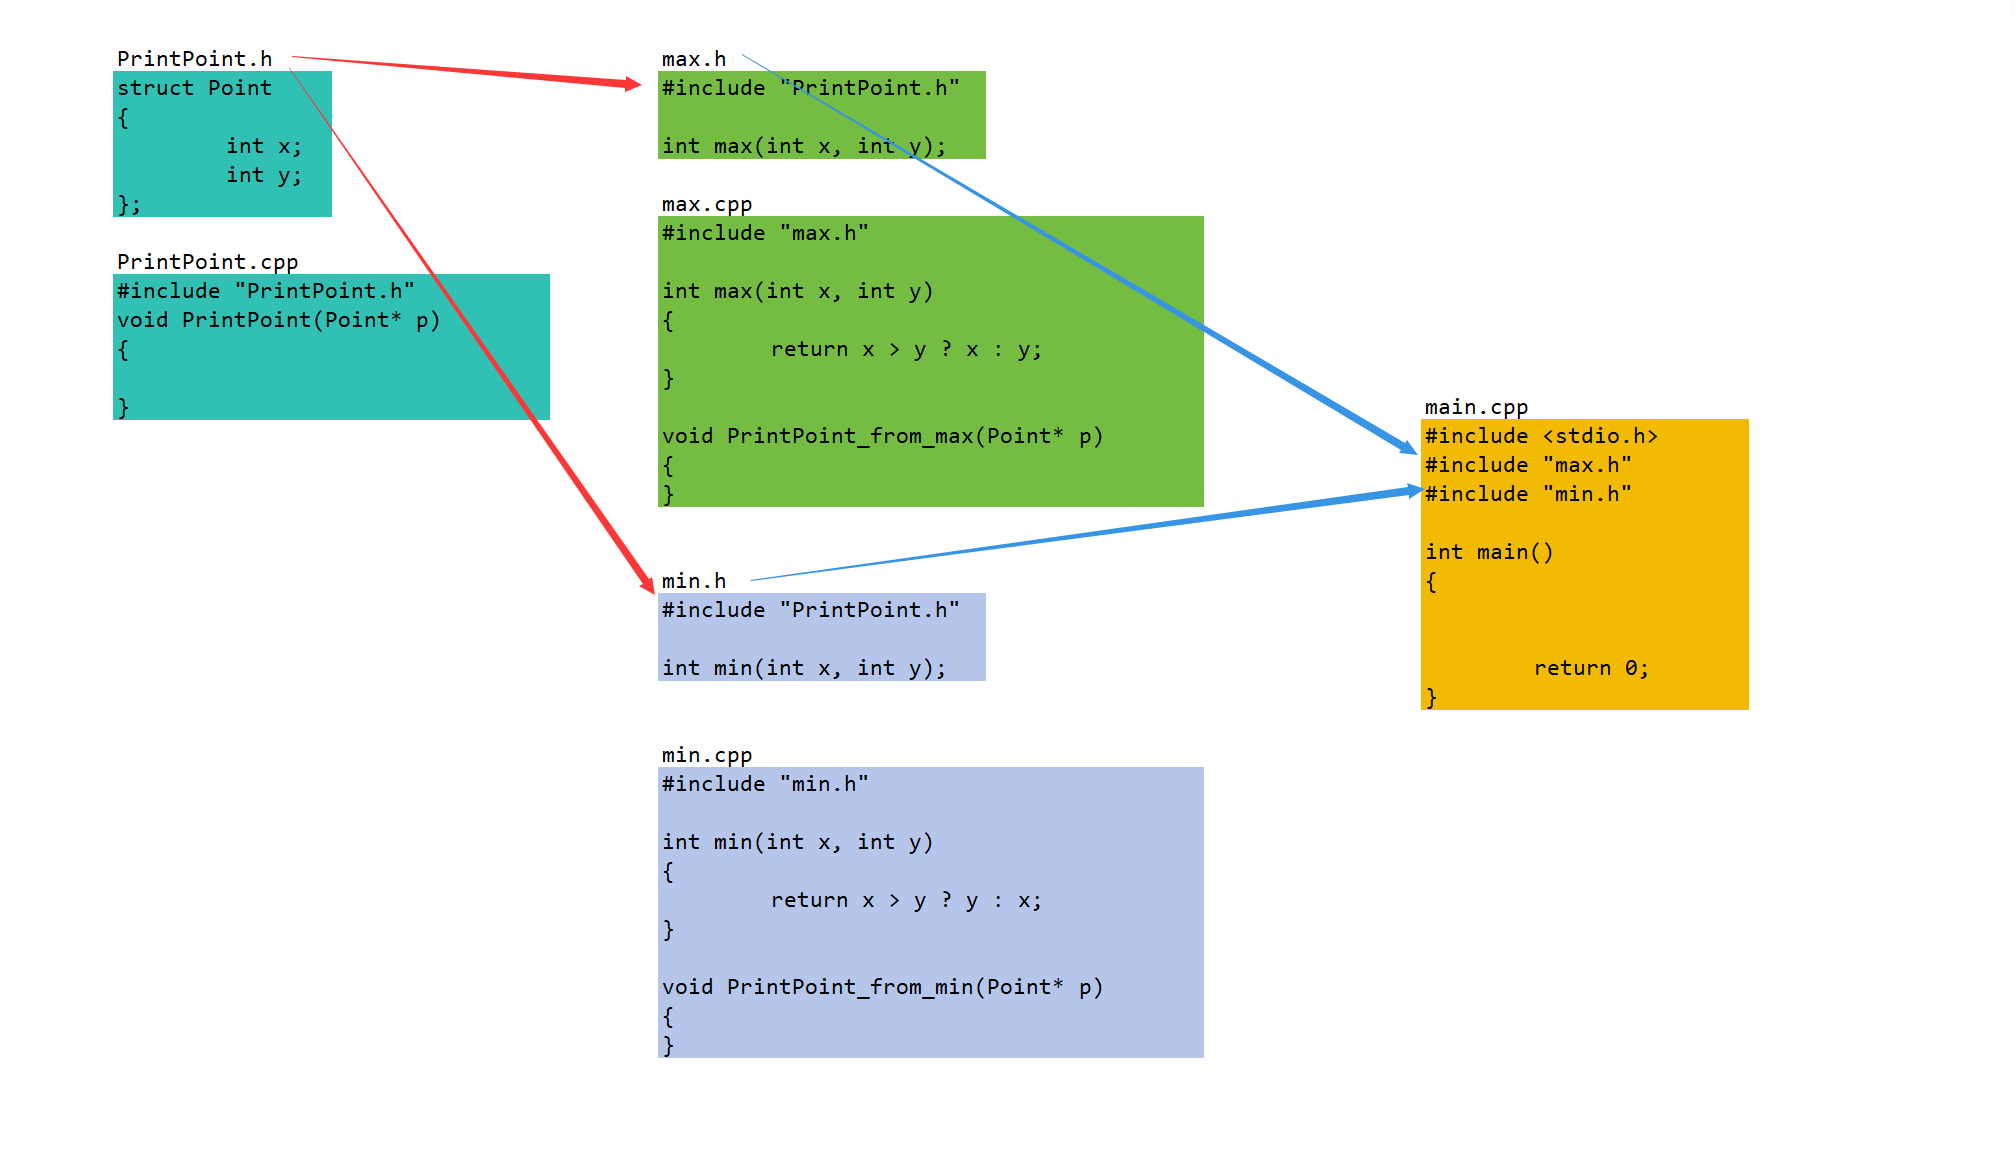 PrintPoint.h
struct Point
{
int x;
int y;
};
PrintPoint.cpp
#include "PrintPoint.h"
void PrintPoint(Point* p)
{
}
max.h
#include "PrintPoint.h"
int max(int x, int y);
max.cpp
#include "max.h"
int max(int x, int y)
{
return x > y ? x : y;
}
void PrintPoint_from_max(Point* p)
{
}
min.h
#include "PrintPoint.h"
int min(int x, int y);
min.cpp
#include "min.h"
int min(int x, int y)
{
return x > y ? y : x;
}
void PrintPoint_from_min(Point* p)
{
}
main.cpp
#include <stdio.h>
#include "max.h"
#include "min.h"
int main()
{
return 0;
}